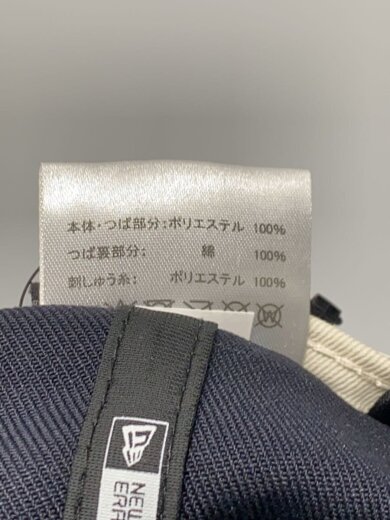 本体・つば部分:ポリエステル 100%
つば裏部分: 綿 100%
刺しゅう糸: ポリエステル 100%
NEW
ERA